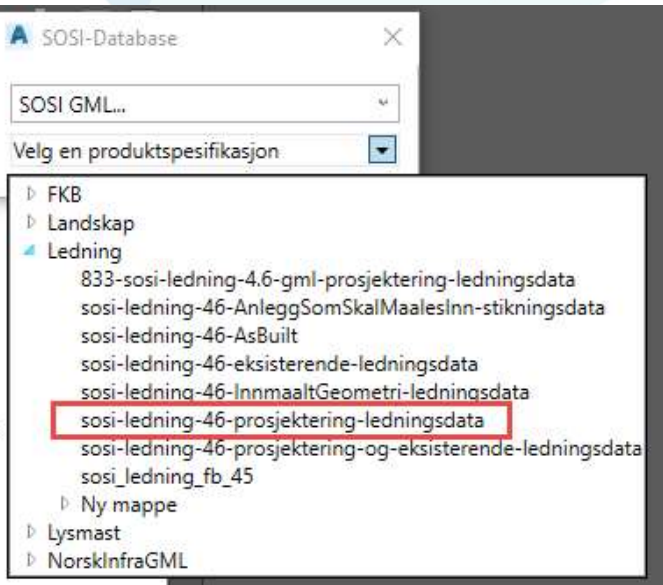 SOSI-Database
SOSI GML...
Velg en produktspesifikasjon
FKB
Landskap
Ledning
833-sosi-ledning-4.6-gml-prosjektering-ledningsdata
sosi-ledning-46-AnleggSomSkalMaalesInn-stikningsdata
sosi-ledning-46-AsBuilt
sosi-ledning-46-eksisterende-ledningsdata
sosi-ledning-46-InnmaaltGeometri-ledningsdata
sosi-ledning-46-prosjektering-ledningsdata
sosi-ledning-46-prosjektering-og-eksisterende-ledningsdata
sosi_ledning_fb_45
Ny mappe
Lysmast
NorskInfraGML